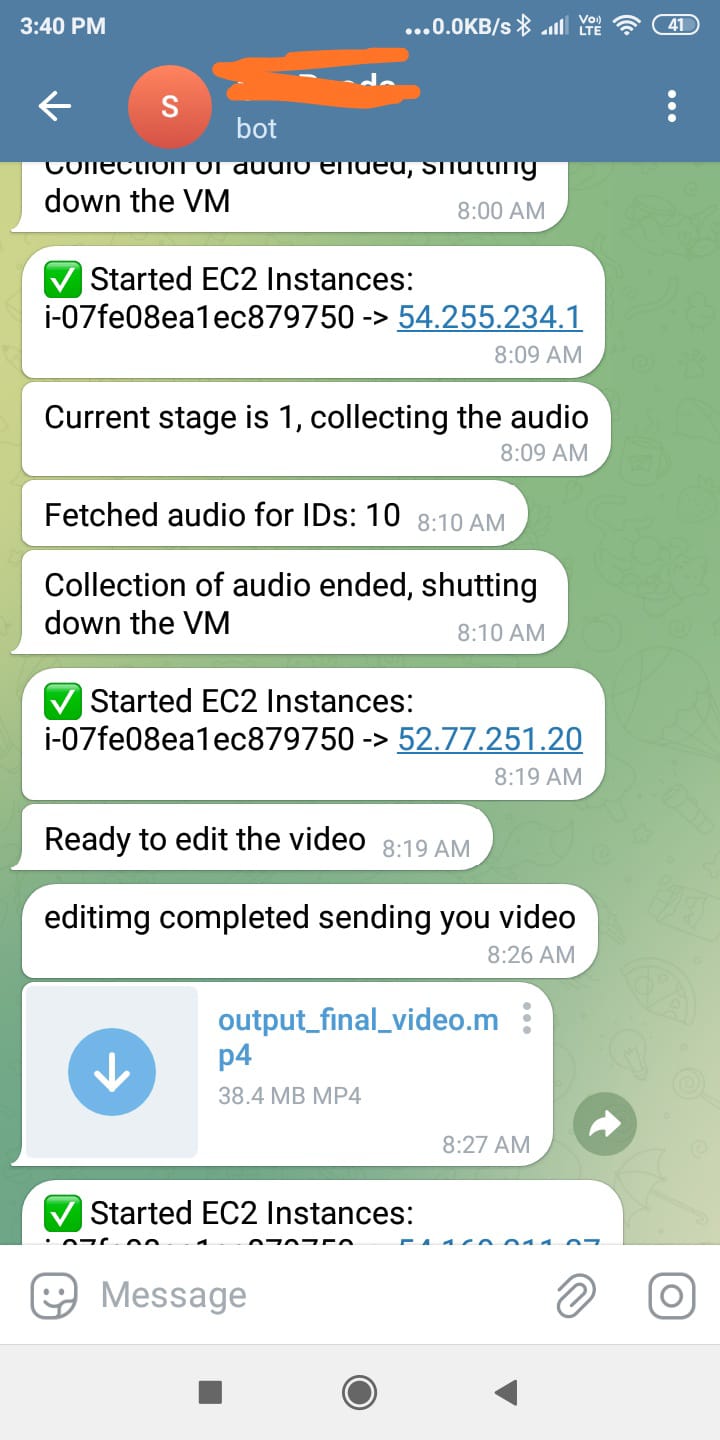 3:40 PM
...0.0KB/s
Vo))
LTE
41
S
bot
Collection of audio ended, shutting
down the VM
8:00 AM
✅ Started EC2 Instances:
i-07fe08ea1ec879750 -> 54.255.234.1
8:09 AM
Current stage is 1, collecting the audio
8:09 AM
Fetched audio for IDs: 10
8:10 AM
Collection of audio ended, shutting
down the VM
8:10 AM
✅ Started EC2 Instances:
i-07fe08ea1ec879750 -> 52.77.251.20
8:19 AM
Ready to edit the video
8:19 AM
editimg completed sending you video
8:26 AM
output_final_video.m
p4
38.4 MB MP4
8:27 AM
✅ Started EC2 Instances:
Message